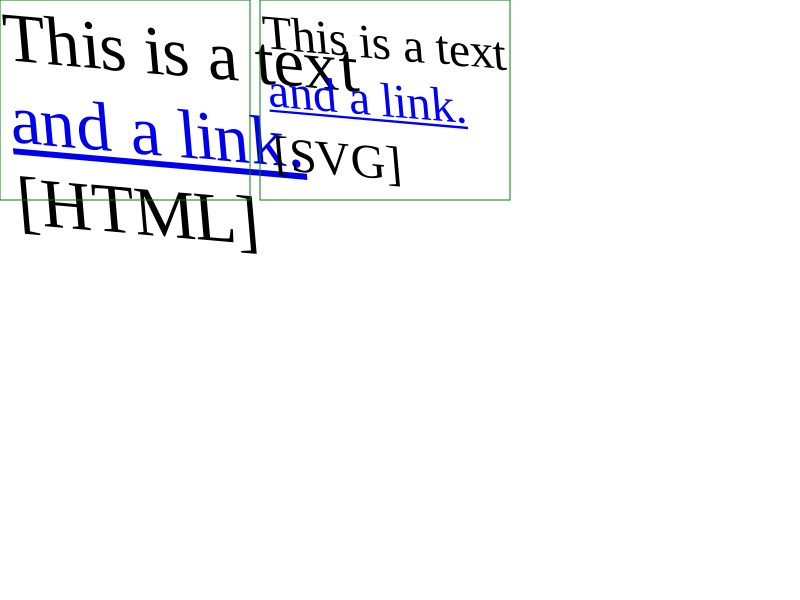 This is a text
and a link.
[HTML]
This is a text
and a link.
[SVG]